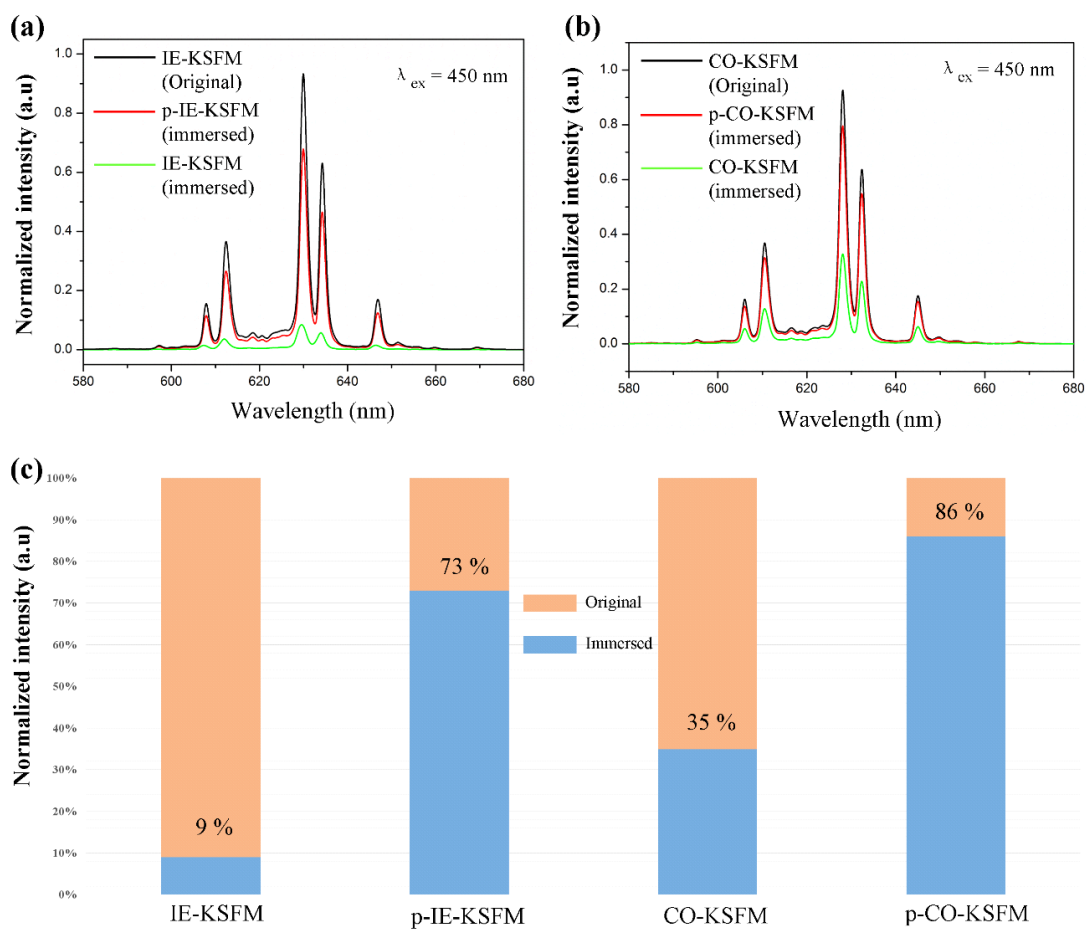 (a)
1.0
0.8
0.6
0.4
0.2
0.0
Normalized intensity (a.u)
IE-KSFM
(Original)
p-IE-KSFM
(immersed)
IE-KSFM
(immersed)
λ ex = 450 nm
580 600 620 640 660 680
Wavelength (nm)
(b)
1.0
0.8
0.6
0.4
0.2
0.0
Normalized intensity (a.u)
CO-KSFM
(Original)
p-CO-KSFM
(immersed)
CO-KSFM
(immersed)
λ ex = 450 nm
580 600 620 640 660 680
Wavelength (nm)
(c)
100%
90%
80%
70%
60%
50%
40%
30%
20%
10%
0%
Normalized intensity (a.u)
9 %
73 %
35 %
86 %
Original
Immersed
IE-KSFM p-IE-KSFM CO-KSFM p-CO-KSFM